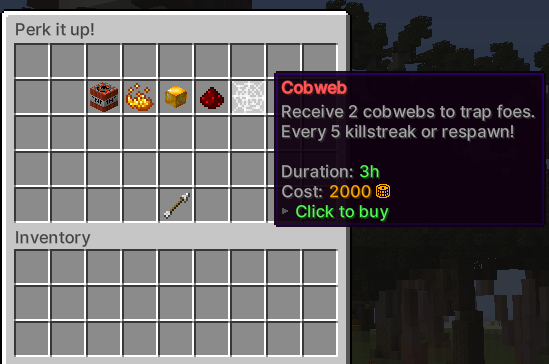 Perk it up!
Cobweb
Receive 2 cobwebs to trap foes.
Every 5 killstreak or respawn!
Duration: 3h
Cost: 2000
▸ Click to buy
Inventory